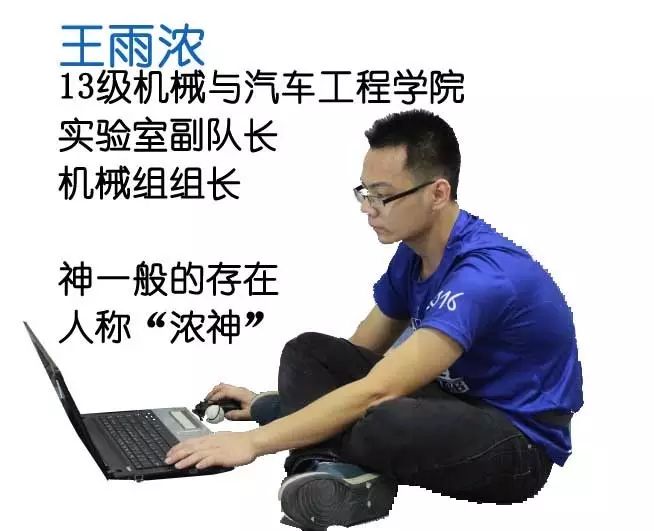 王雨浓
13级机械与汽车工程学院
实验室副队长
机械组组长
神一般的存在
人称“浓神”
316